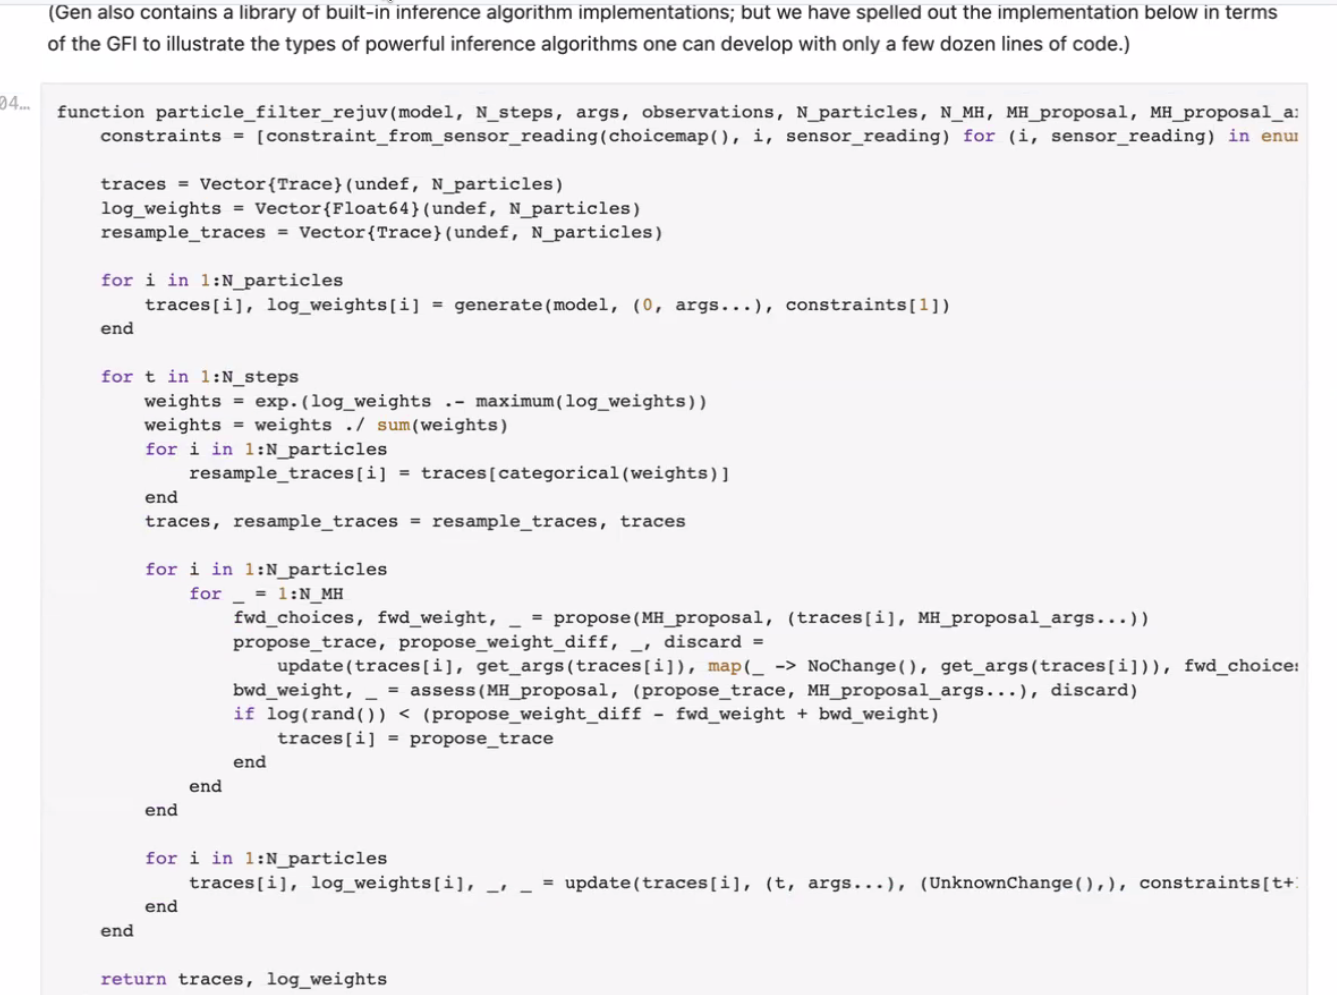 (Gen also contains a library of built-in inference algorithm implementations; but we have spelled out the implementation below in terms
of the GFI to illustrate the types of powerful inference algorithms one can develop with only a few dozen lines of code.)
04…
function particle_filter_rejuv(model, N_steps, args, observations, N_particles, N_MH, MH_proposal,
    constraints = [constraint_from_sensor_reading(choicemap(), i, sensor_reading) for (i, sensor_reading) in

    traces = Vector{Trace}(undef, N_particles)
    log_weights = Vector{Float64}(undef, N_particles)
    resample_traces = Vector{Trace}(undef, N_particles)

    for i in 1:N_particles
        traces[i], log_weights[i] = generate(model, (0, args...), constraints[1])
    end

    for t in 1:N_steps
        weights = exp.(log_weights .- maximum(log_weights))
        weights = weights ./ sum(weights)
        for i in 1:N_particles
            resample_traces[i] = traces[categorical(weights)]
        end
        traces, resample_traces = resample_traces, traces

        for i in 1:N_particles
            for _ = 1:N_MH
                fwd_choices, fwd_weight, _ = propose(MH_proposal, (traces[i], MH_proposal_args...))
                propose_trace, propose_weight_diff, _, discard =
                    update(traces[i], get_args(traces[i]), map(_ -> NoChange(), get_args(traces[i])),
                bwd_weight, _ = assess(MH_proposal, (propose_trace, MH_proposal_args...), discard)
                if log(rand()) < (propose_weight_diff - fwd_weight + bwd_weight)
                    traces[i] = propose_trace
                end
            end
        end

        for i in 1:N_particles
            traces[i], log_weights[i], _, _ = update(traces[i], (t, args...), (UnknownChange(),), constraints[t+
        end
    end

    return traces, log_weights